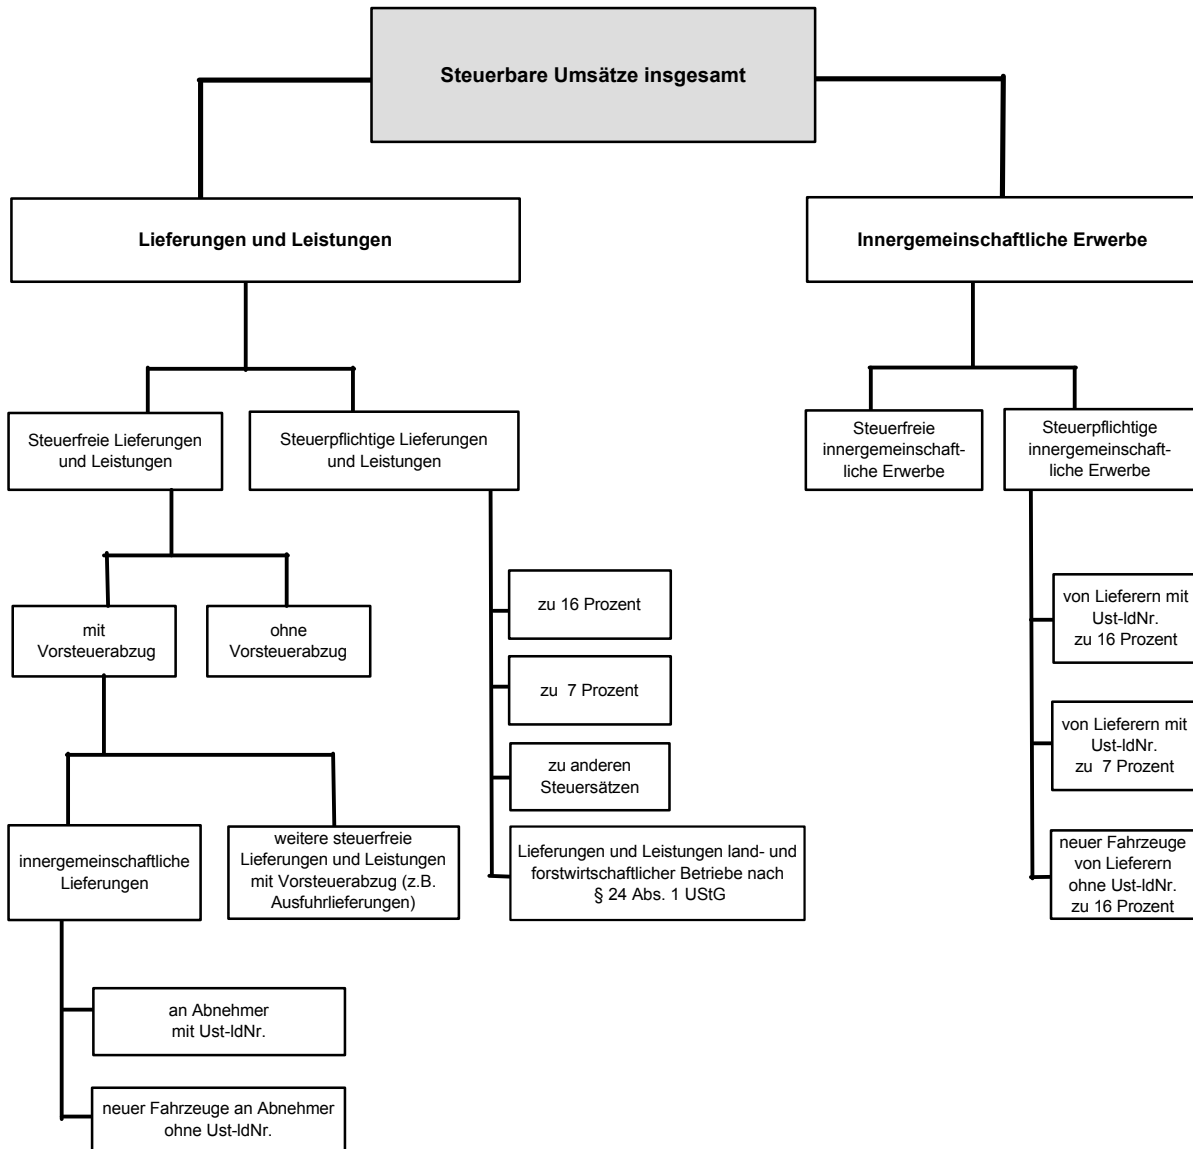 Steuerbare Umsätze insgesamt
Lieferungen und Leistungen
Innergemeinschaftliche Erwerbe
Steuerfreie Lieferungen
und Leistungen
Steuerpflichtige Lieferungen
und Leistungen
Steuerfreie
innergemeinschaft-
liche Erwerbe
Steuerpflichtige
innergemeinschaft-
liche Erwerbe
mit
Vorsteuerabzug
ohne
Vorsteuerabzug
zu 16 Prozent
zu 7 Prozent
zu anderen
Steuersätzen
Lieferungen und Leistungen land- und
forstwirtschaftlicher Betriebe nach
§ 24 Abs. 1 UStG
von Lieferern mit
Ust-IdNr.
zu 16 Prozent
von Lieferern mit
Ust-IdNr.
zu 7 Prozent
neuer Fahrzeuge
von Lieferern
ohne Ust-IdNr.
zu 16 Prozent
innergemeinschaftliche
Lieferungen
weitere steuerfreie
Lieferungen und Leistungen
mit Vorsteuerabzug (z.B.
Ausfuhrlieferungen)
an Abnehmer
mit Ust-IdNr.
neuer Fahrzeuge an Abnehmer
ohne Ust-IdNr.